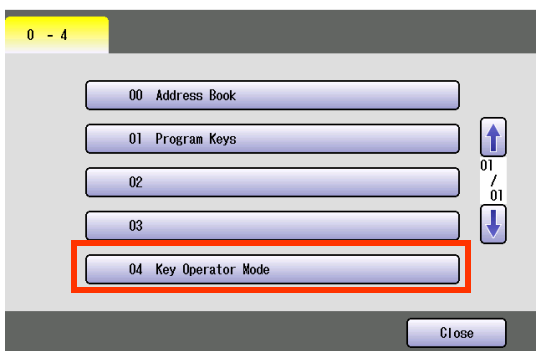 0 - 4
00 Address Book
01 Program Keys
02
03
04 Key Operator Mode
01
/
01
Close